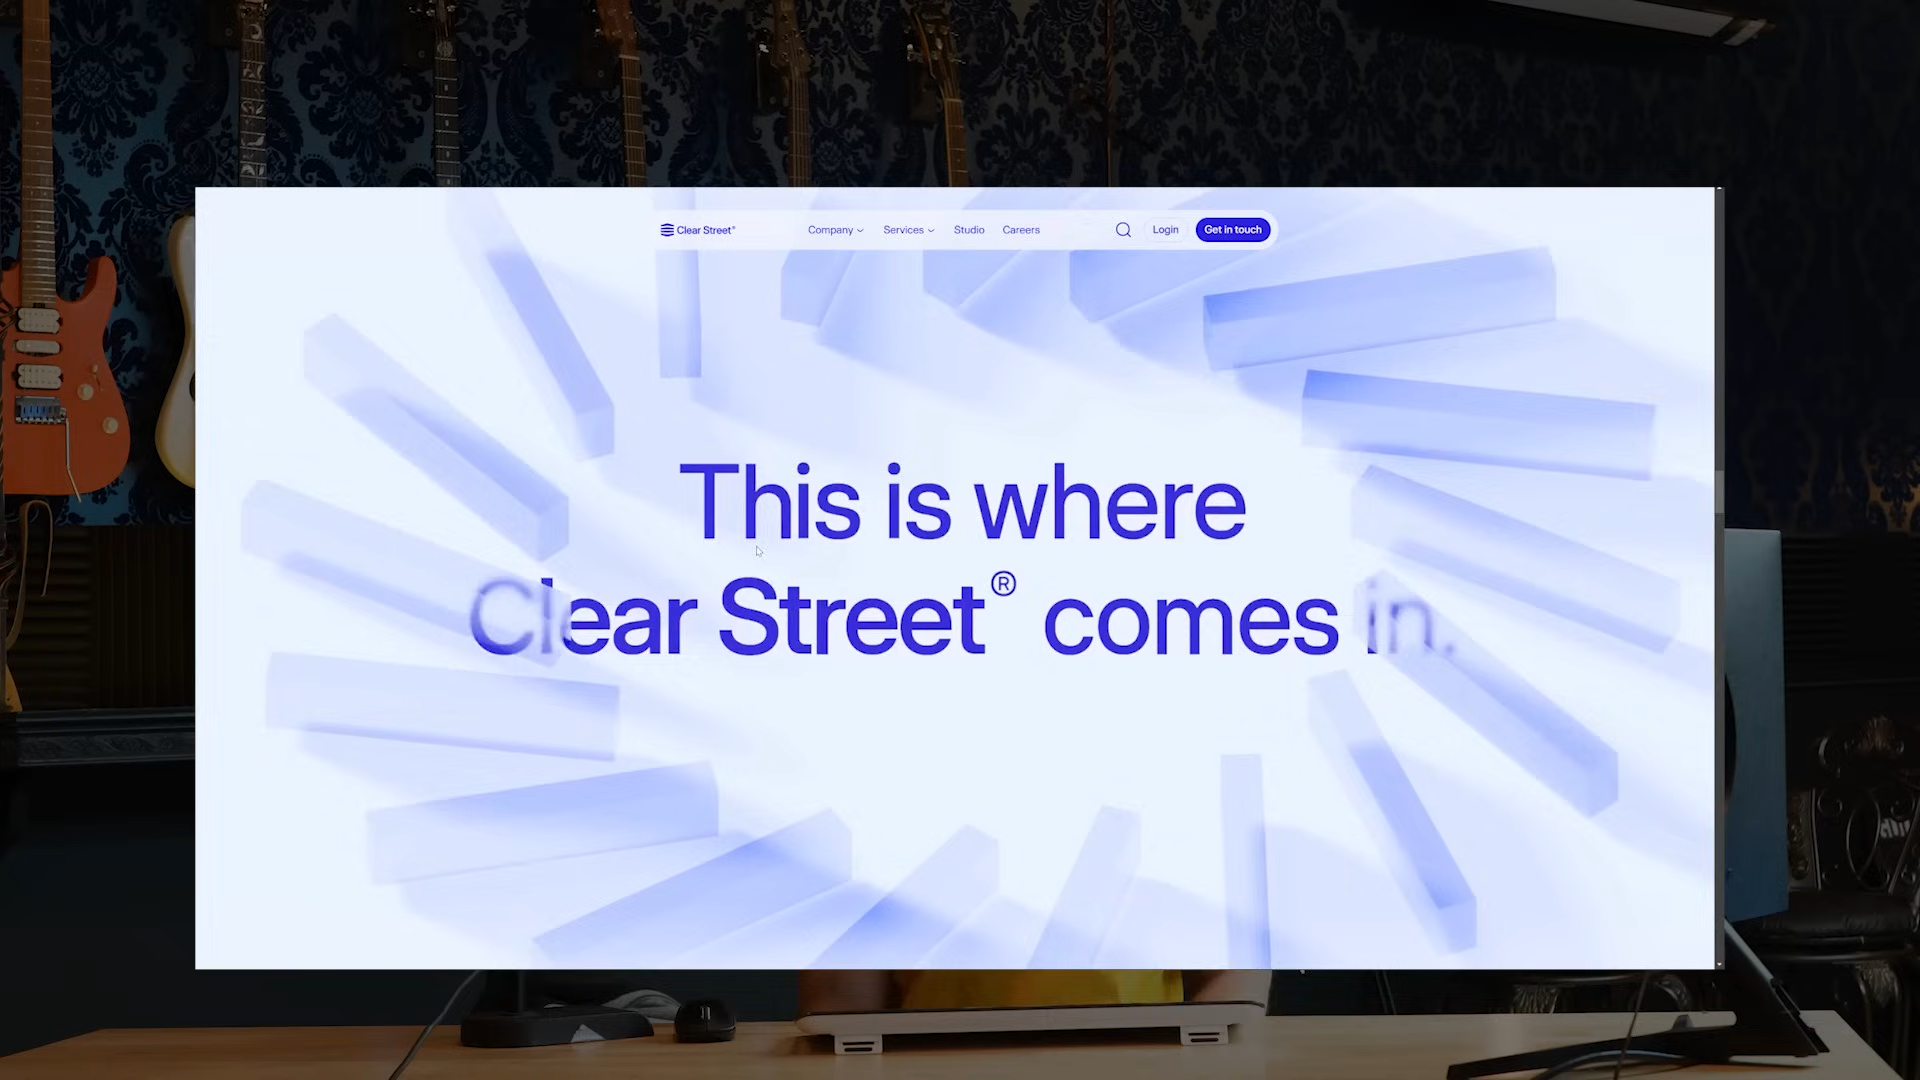 Clear Street®
Company
Services
Studio
Careers
Login
Get in touch
This is where
Clear Street® comes in.